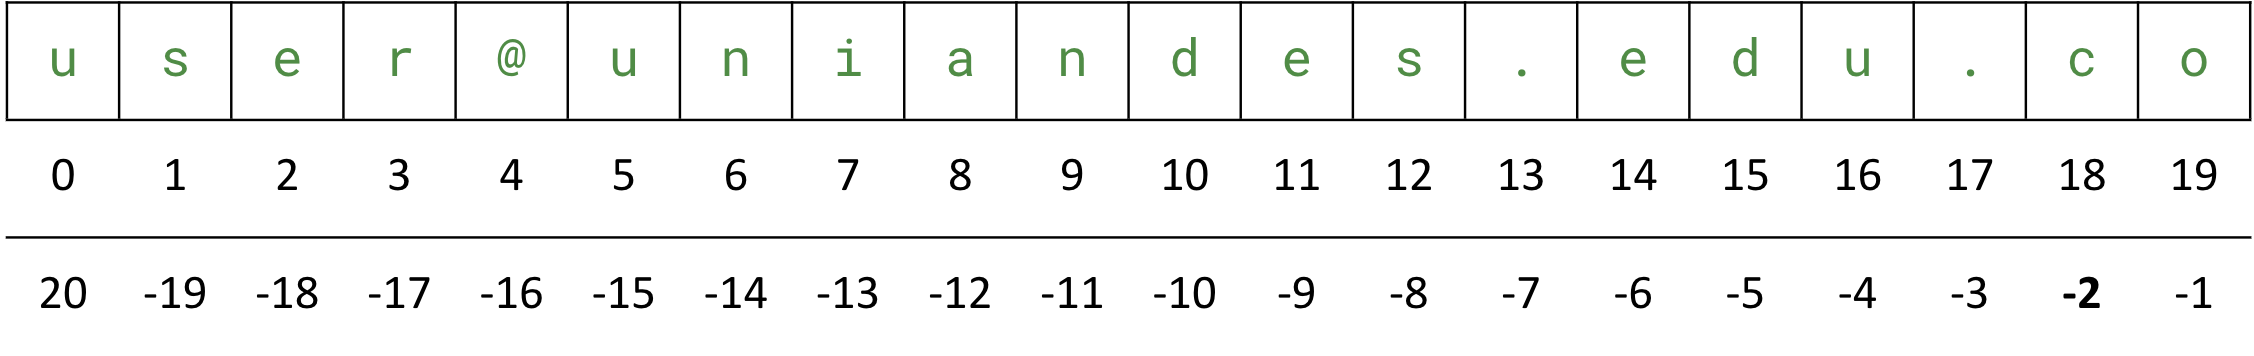 u s e r @ u n i a n d e s . e d u . c o
0 1 2 3 4 5 6 7 8 9 10 11 12 13 14 15 16 17 18 19
20 -19 -18 -17 -16 -15 -14 -13 -12 -11 -10 -9 -8 -7 -6 -5 -4 -3 -2 -1